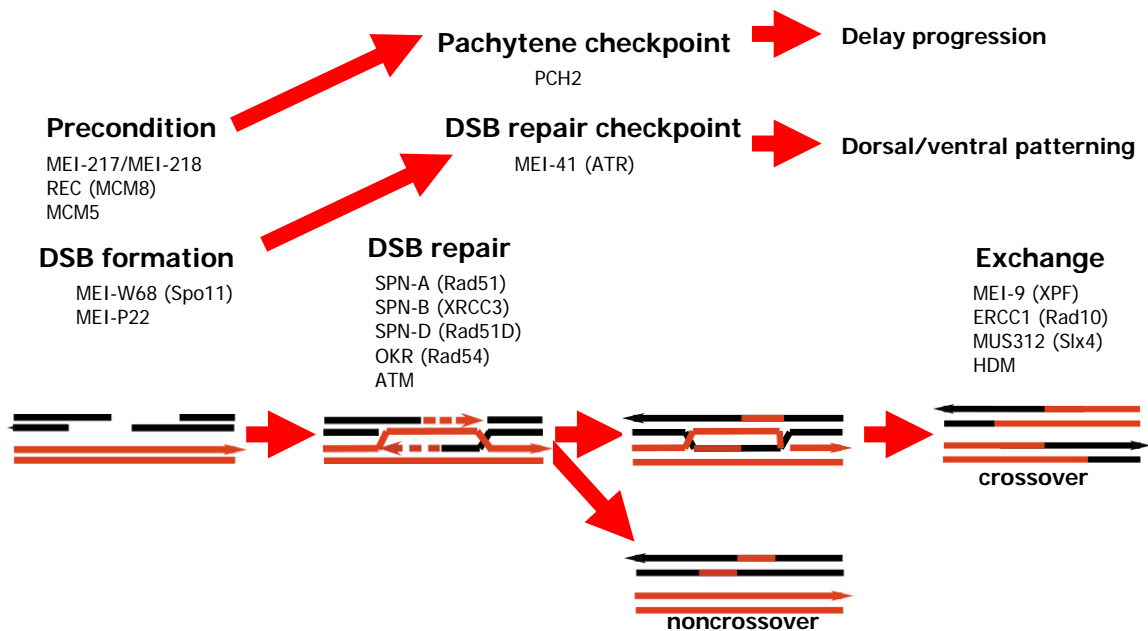 Pachytene checkpoint
PCH2
Delay progression
Precondition
MEI-217/MEI-218
REC (MCM8)
MCM5
DSB repair checkpoint
MEI-41 (ATR)
Dorsal/ventral patterning
DSB formation
MEI-W68 (Spo11)
MEI-P22
DSB repair
SPN-A (Rad51)
SPN-B (XRCC3)
SPN-D (Rad51D)
OKR (Rad54)
ATM
Exchange
MEI-9 (XPF)
ERCC1 (Rad10)
MUS312 (Slx4)
HDM
crossover
noncrossover